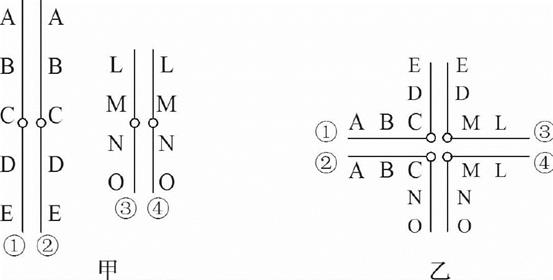 A A
B B
C C
D D
E E
① ②
L L
M M
N N
O O
③ ④
甲
E E
D D
① A B C M L ③
② A B C M L ④
N N
O O
乙